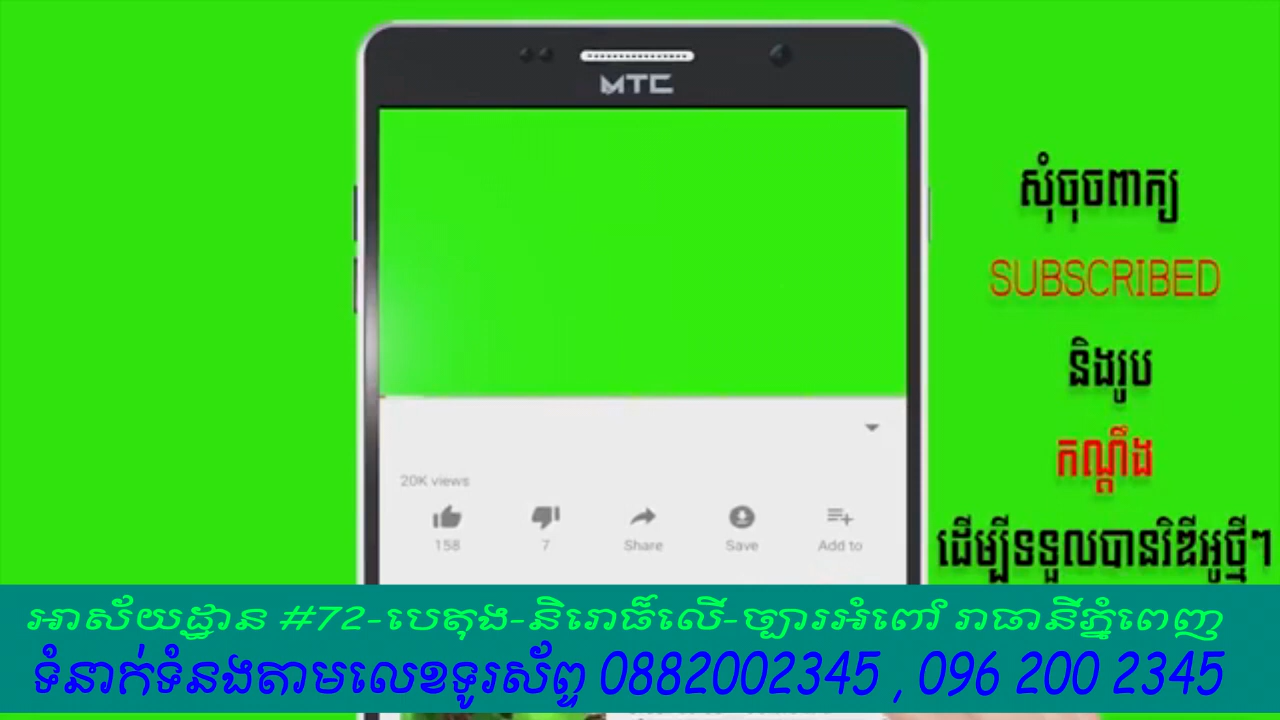 MTC
សុំចុចពាក្យ
SUBSCRIBED
និងរូប
កណ្ដឹង
ដើម្បីទទួលបានវិឌីអូថ្មីៗ
20K views
158
7
Share
Save
Add to
អាស័យដ្ឋាន #72-បេតុង-និរោធ៏លើ-ច្បារអំពៅ រាធានីភ្នំពេញ
ទំនាក់ទំនងតាមលេខទូរស័ព្ទ 0882002345 , 096 200 2345